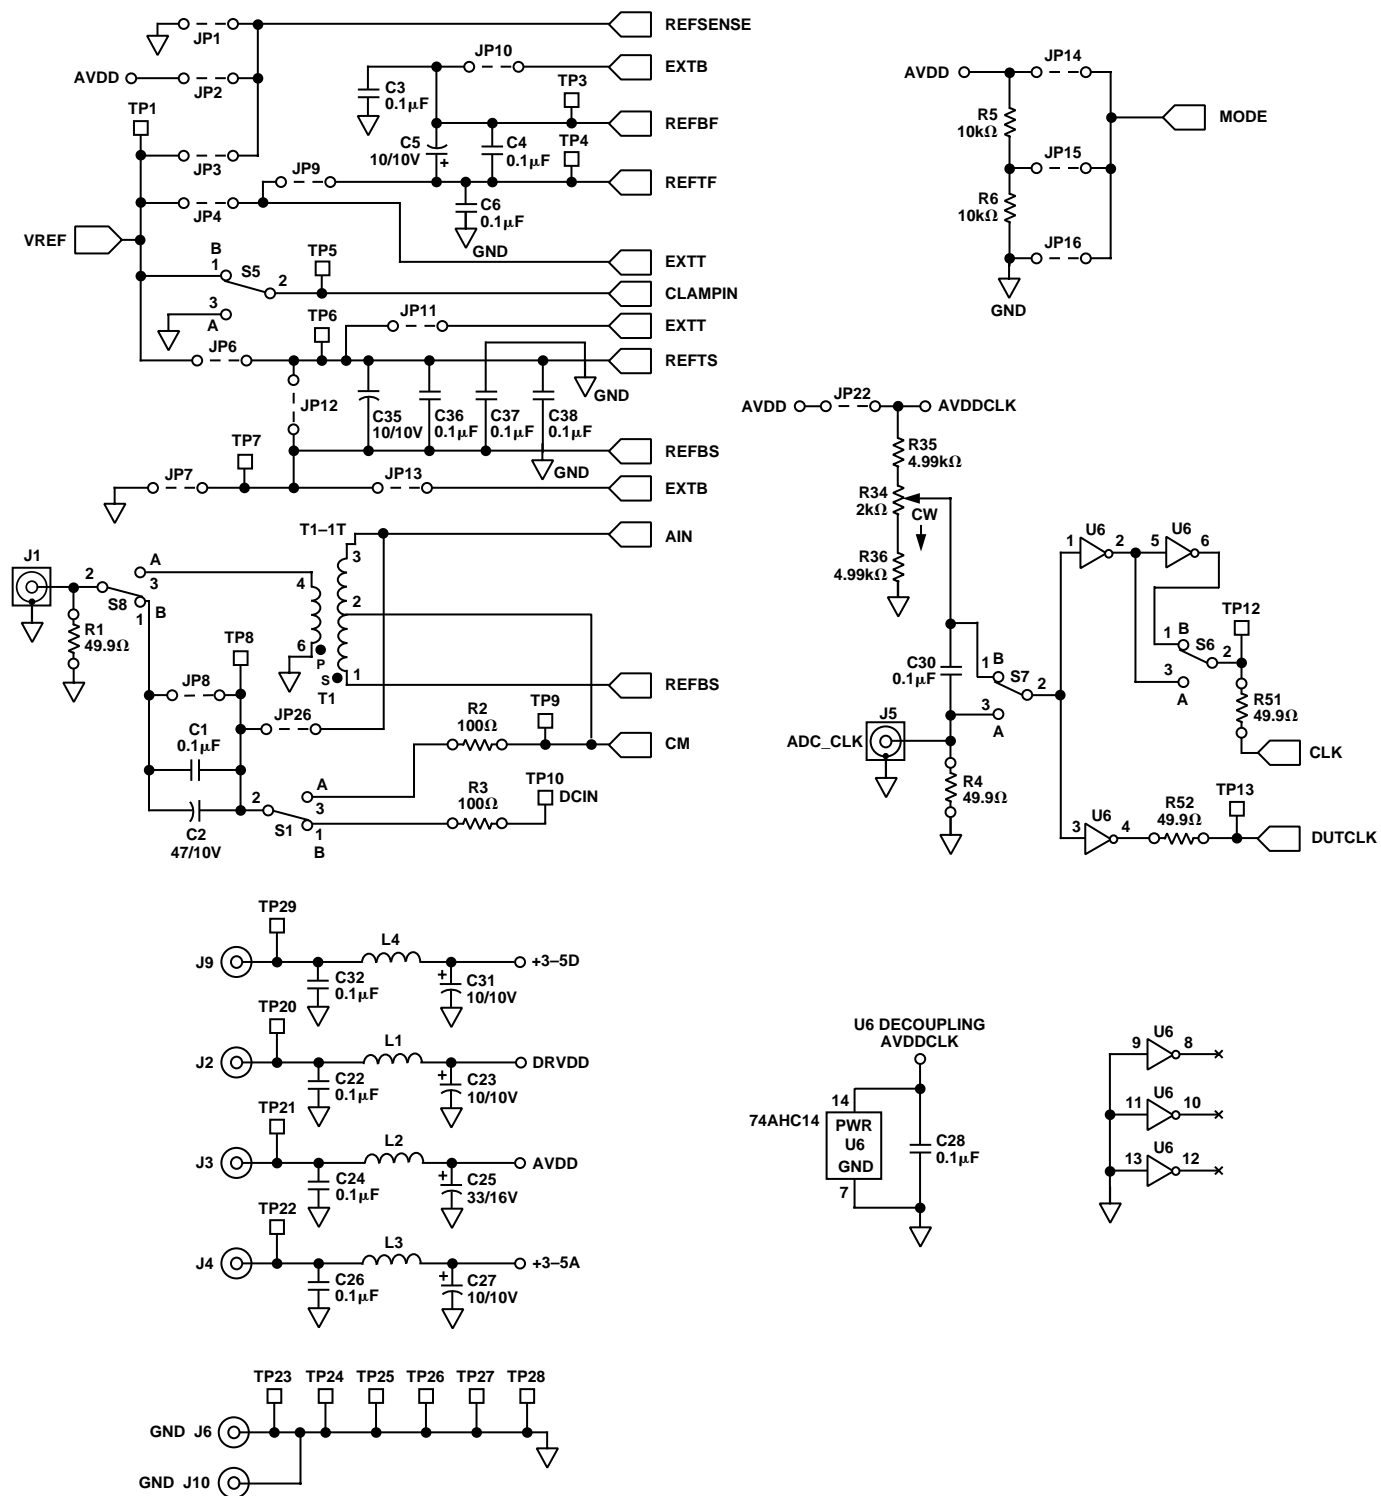 JP1
REFSENSE
AVDD
JP2
TP1
JP3
JP10
EXTB
C3
0.1µF
TP3
REFBF
C5
10/10V
+
C4
0.1µF
TP4
JP9
REFTF
C6
0.1µF
GND
JP4
VREF
EXTT
B
1
S5
2
TP5
CLAMPIN
3
A
TP6
JP11
EXTT
JP6
REFTS
GND
JP12
C35
10/10V
C36
0.1µF
C37
0.1µF
C38
0.1µF
TP7
REFBS
GND
JP7
JP13
EXTB
AVDD
JP14
R5
10kΩ
JP15
MODE
R6
10kΩ
JP16
GND
T1–1T
AIN
J1
2
A
3
B
1
S8
R1
49.9Ω
4
3
2
6
P
S
1
T1
TP8
REFBS
JP8
JP26
C1
0.1µF
R2
100Ω
TP9
CM
C2
47/10V
2
A
3
S1
1
B
R3
100Ω
TP10
DCIN
AVDD
JP22
AVDDCLK
R35
4.99kΩ
R34
2kΩ
CW
R36
4.99kΩ
C30
0.1µF
1
B
S7
2
3
A
ADC_CLK
J5
R4
49.9Ω
1
U6
2
5
U6
6
TP12
1
B
S6
2
3
A
R51
49.9Ω
CLK
3
U6
4
R52
49.9Ω
TP13
DUTCLK
TP29
J9
L4
+3–5D
C32
0.1µF
+
C31
10/10V
TP20
J2
L1
DRVDD
C22
0.1µF
+
C23
10/10V
TP21
J3
L2
AVDD
C24
0.1µF
+
C25
33/16V
TP22
J4
L3
+3–5A
C26
0.1µF
+
C27
10/10V
U6 DECOUPLING
AVDDCLK
14
74AHC14
PWR
U6
GND
7
C28
0.1µF
U6
9
8
U6
11
10
U6
13
12
TP23
TP24
TP25
TP26
TP27
TP28
GND J6
GND J10